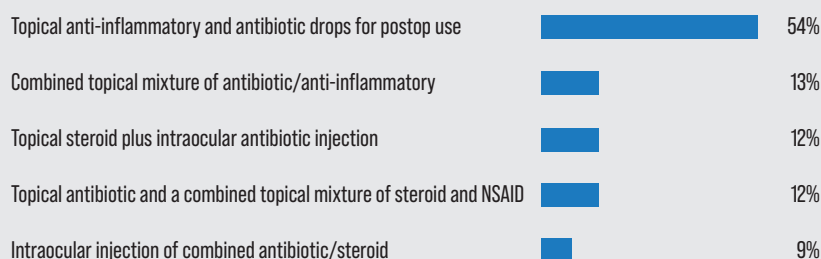 Topical anti-inflammatory and antibiotic drops for postop use 54%
Combined topical mixture of antibiotic/anti-inflammatory 13%
Topical steroid plus intraocular antibiotic injection 12%
Topical antibiotic and a combined topical mixture of steroid and NSAID 12%
Intraocular injection of combined antibiotic/steroid 9%